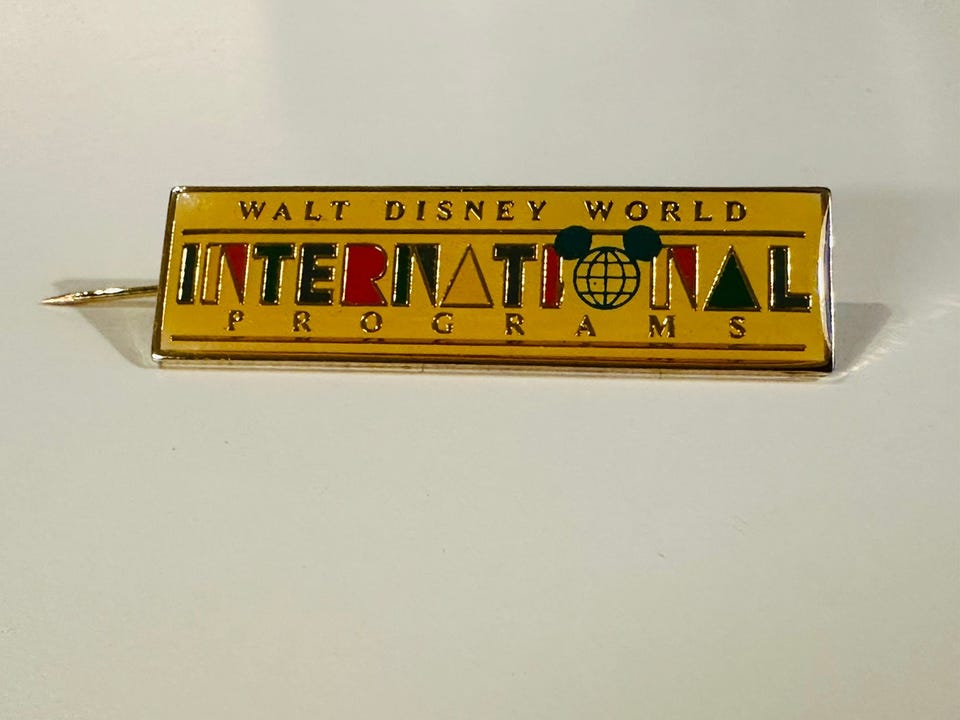 WALT DISNEY WORLD
INTERNATIONAL
PROGRAMS